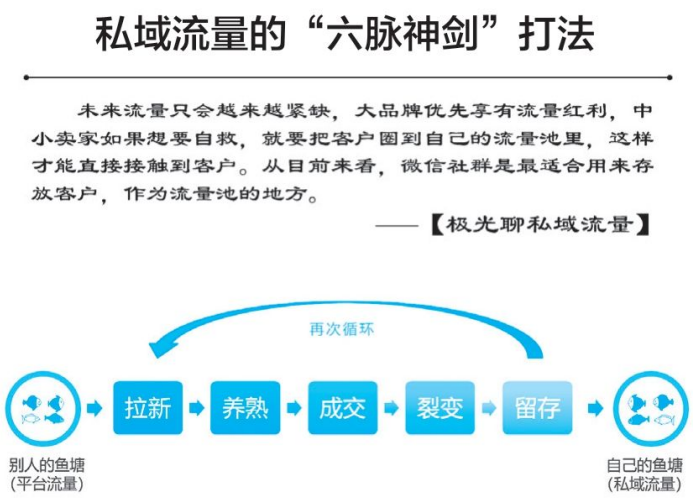 私域流量的“六脉神剑”打法
未来流量只会越来越紧缺，大品牌优先享有流量红利，中
小卖家如果想要自救，就要把客户圈到自己的流量池里，这样
才能直接接触到客户。从目前来看，微信社群是最适合用来存
放客户，作为流量池的地方。
——【极光聊私域流量】
再次循环
拉新 养熟 成交 裂变 留存
别人的鱼塘 自己的鱼塘
(平台流量) (私域流量)